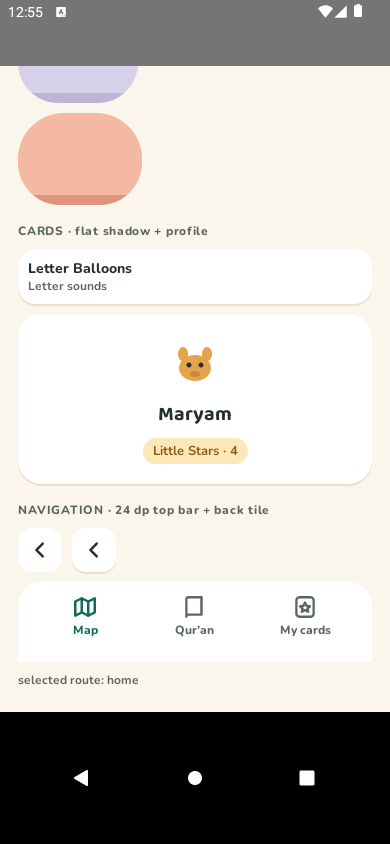 12:55
A
CARDS · flat shadow + profile
Letter Balloons
Letter sounds
Maryam
Little Stars · 4
NAVIGATION · 24 dp top bar + back tile
Map
Qur'an
My cards
selected route: home